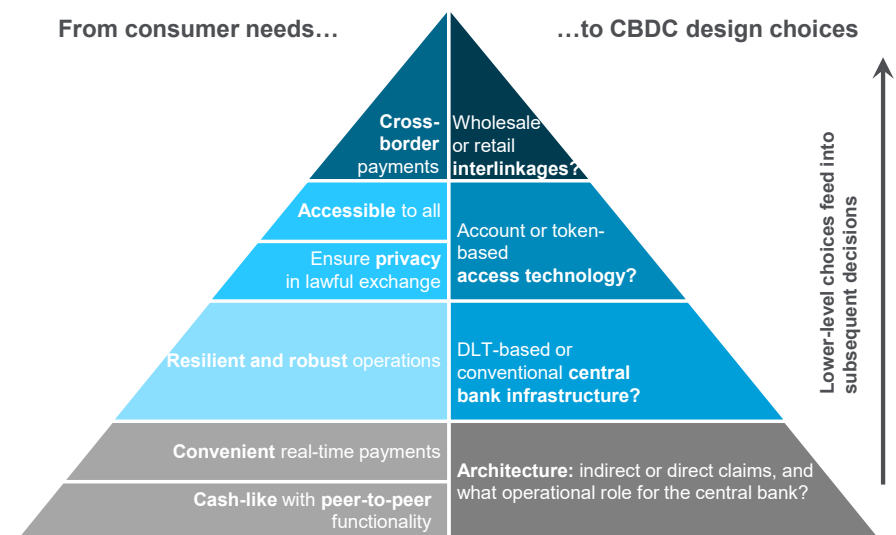 From consumer needs…
…to CBDC design choices
Cross-
border
payments
Wholesale
or retail
interlinkages?
Accessible to all
Ensure privacy
in lawful exchange
Account or token-
based
access technology?
Resilient and robust operations
DLT-based or
conventional central
bank infrastructure?
Convenient real-time payments
Cash-like with peer-to-peer
functionality
Architecture: indirect or direct claims, and
what operational role for the central bank?
Lower-level choices feed into
subsequent decisions